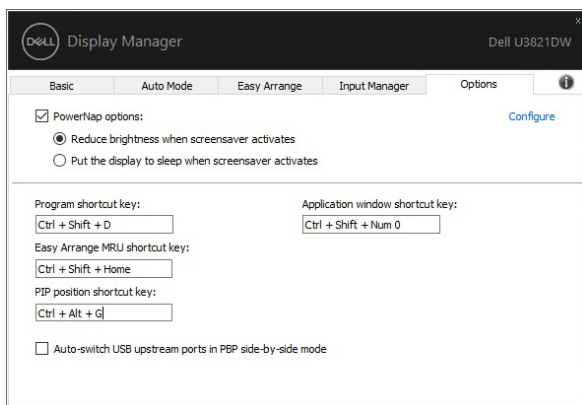 DELL Display Manager Dell U3821DW
x
Basic Auto Mode Easy Arrange Input Manager Options i
PowerNap options: Configure
Reduce brightness when screensaver activates
Put the display to sleep when screensaver activates
Program shortcut key: Application window shortcut key:
Ctrl + Shift + D Ctrl + Shift + Num 0
Easy Arrange MRU shortcut key:
Ctrl + Shift + Home
PIP position shortcut key:
Ctrl + Alt + G
Auto-switch USB upstream ports in PBP side-by-side mode